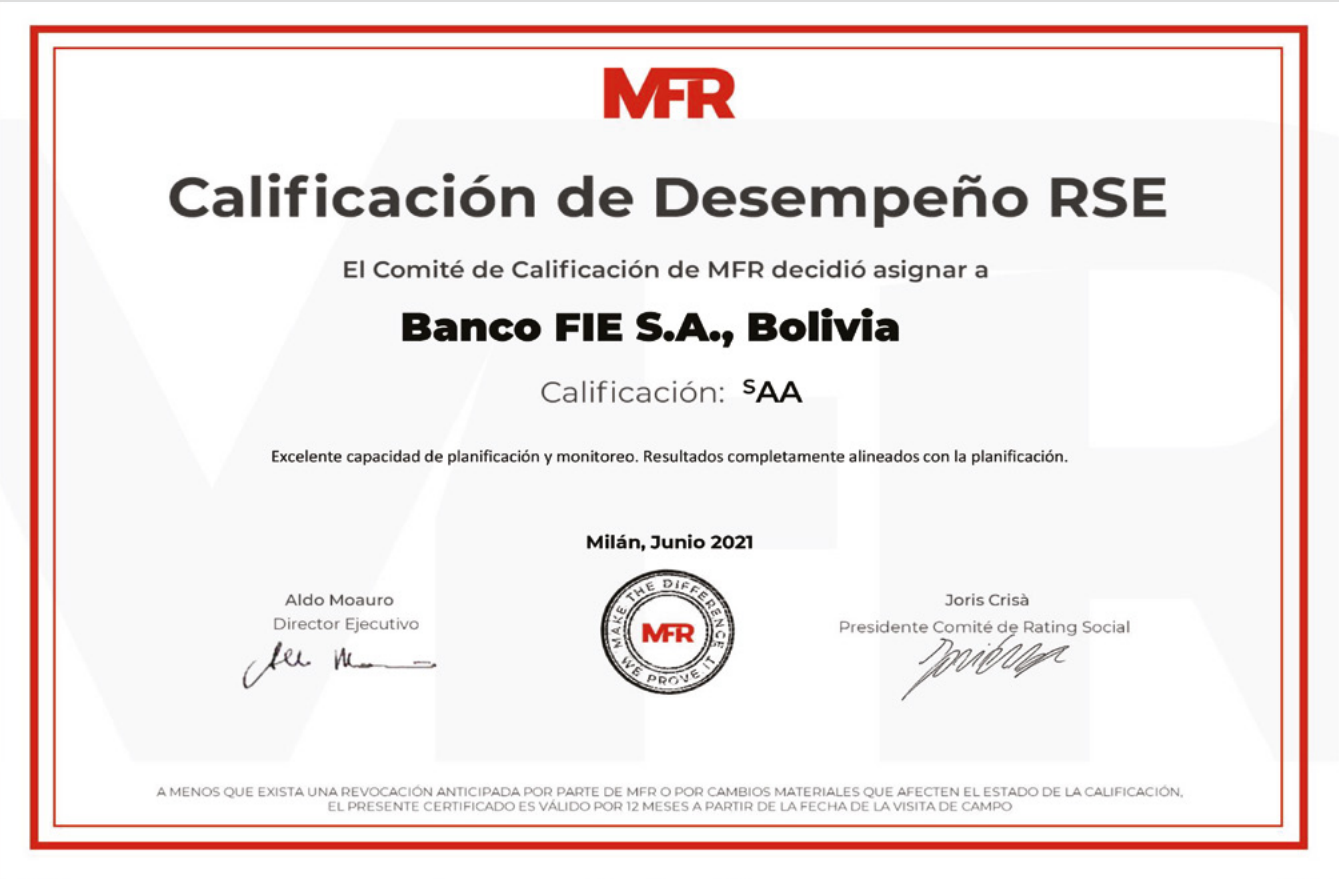 MFR
Calificación de Desempeño RSE
El Comité de Calificación de MFR decidió asignar a
Banco FIE S.A., Bolivia
Calificación: ˢAA
Excelente capacidad de planificación y monitoreo. Resultados completamente alineados con la planificación.
Milán, Junio 2021
Aldo Moauro
Director Ejecutivo
MAKE THE DIFFERENCE
MFR
WE PROVE IT
Joris Crisà
Presidente Comité de Rating Social
A MENOS QUE EXISTA UNA REVOCACIÓN ANTICIPADA POR PARTE DE MFR O POR CAMBIOS MATERIALES QUE AFECTEN EL ESTADO DE LA CALIFICACIÓN,
EL PRESENTE CERTIFICADO ES VÁLIDO POR 12 MESES A PARTIR DE LA FECHA DE LA VISITA DE CAMPO